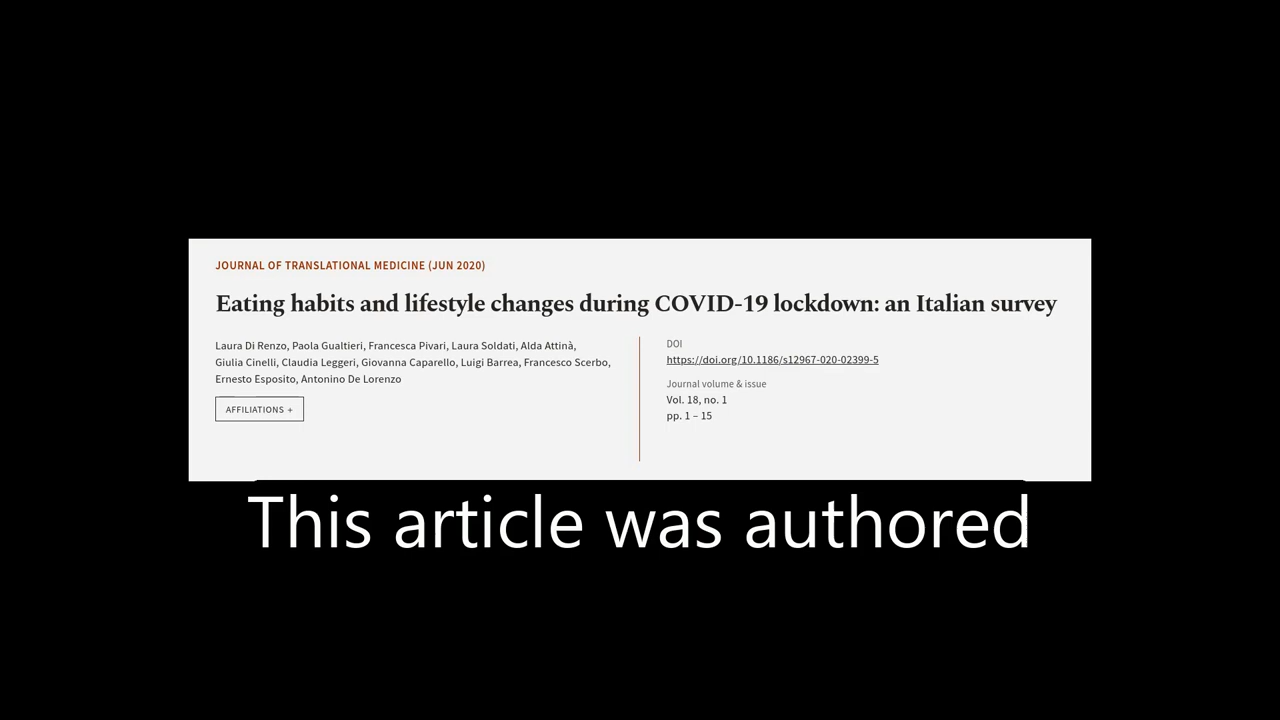 JOURNAL OF TRANSLATIONAL MEDICINE (JUN 2020)
Eating habits and lifestyle changes during COVID-19 lockdown: an Italian survey
Laura Di Renzo, Paola Gualtieri, Francesca Pivari, Laura Soldati, Alda Attinà,
Giulia Cinelli, Claudia Leggeri, Giovanna Caparello, Luigi Barrea, Francesco Scerbo,
Ernesto Esposito, Antonino De Lorenzo
AFFILIATIONS +
DOI
https://doi.org/10.1186/s12967-020-02399-5
Journal volume & issue
Vol. 18, no. 1
pp. 1 – 15
This article was authored